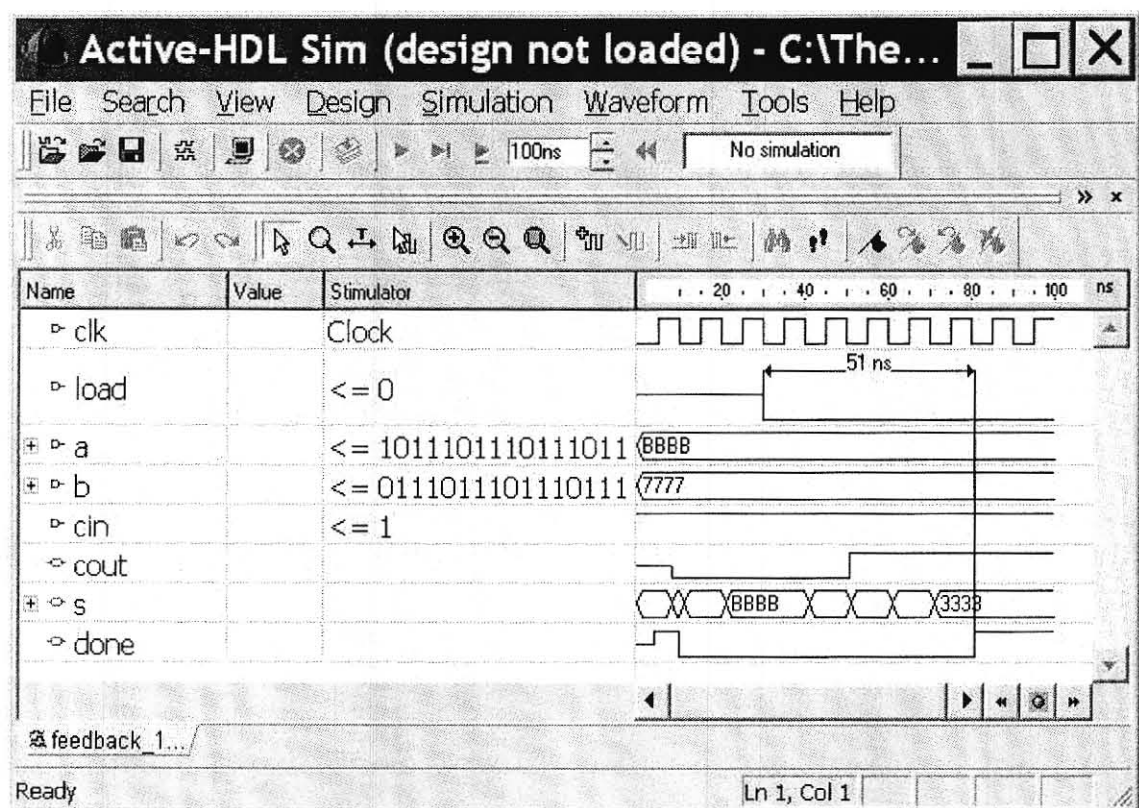 Active-HDL Sim (design not loaded) - C:\The...
File Search View Design Simulation Waveform Tools Help
100ns No simulation
Name Value Stimulator 20 40 60 80 100 ns
clk Clock
51 ns
load <= 0
a <= 1011101110111011 BBBB
b <= 0111011101110111 7777
cin <= 1
cout
s BBBB 3333
done
feedback_1...
Ready Ln 1, Col 1